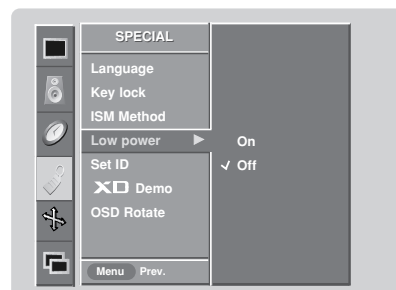 SPECIAL
Language
Key lock
ISM Method
Low power ▶
On
Set ID
✓ Off
XD Demo
OSD Rotate
Menu Prev.